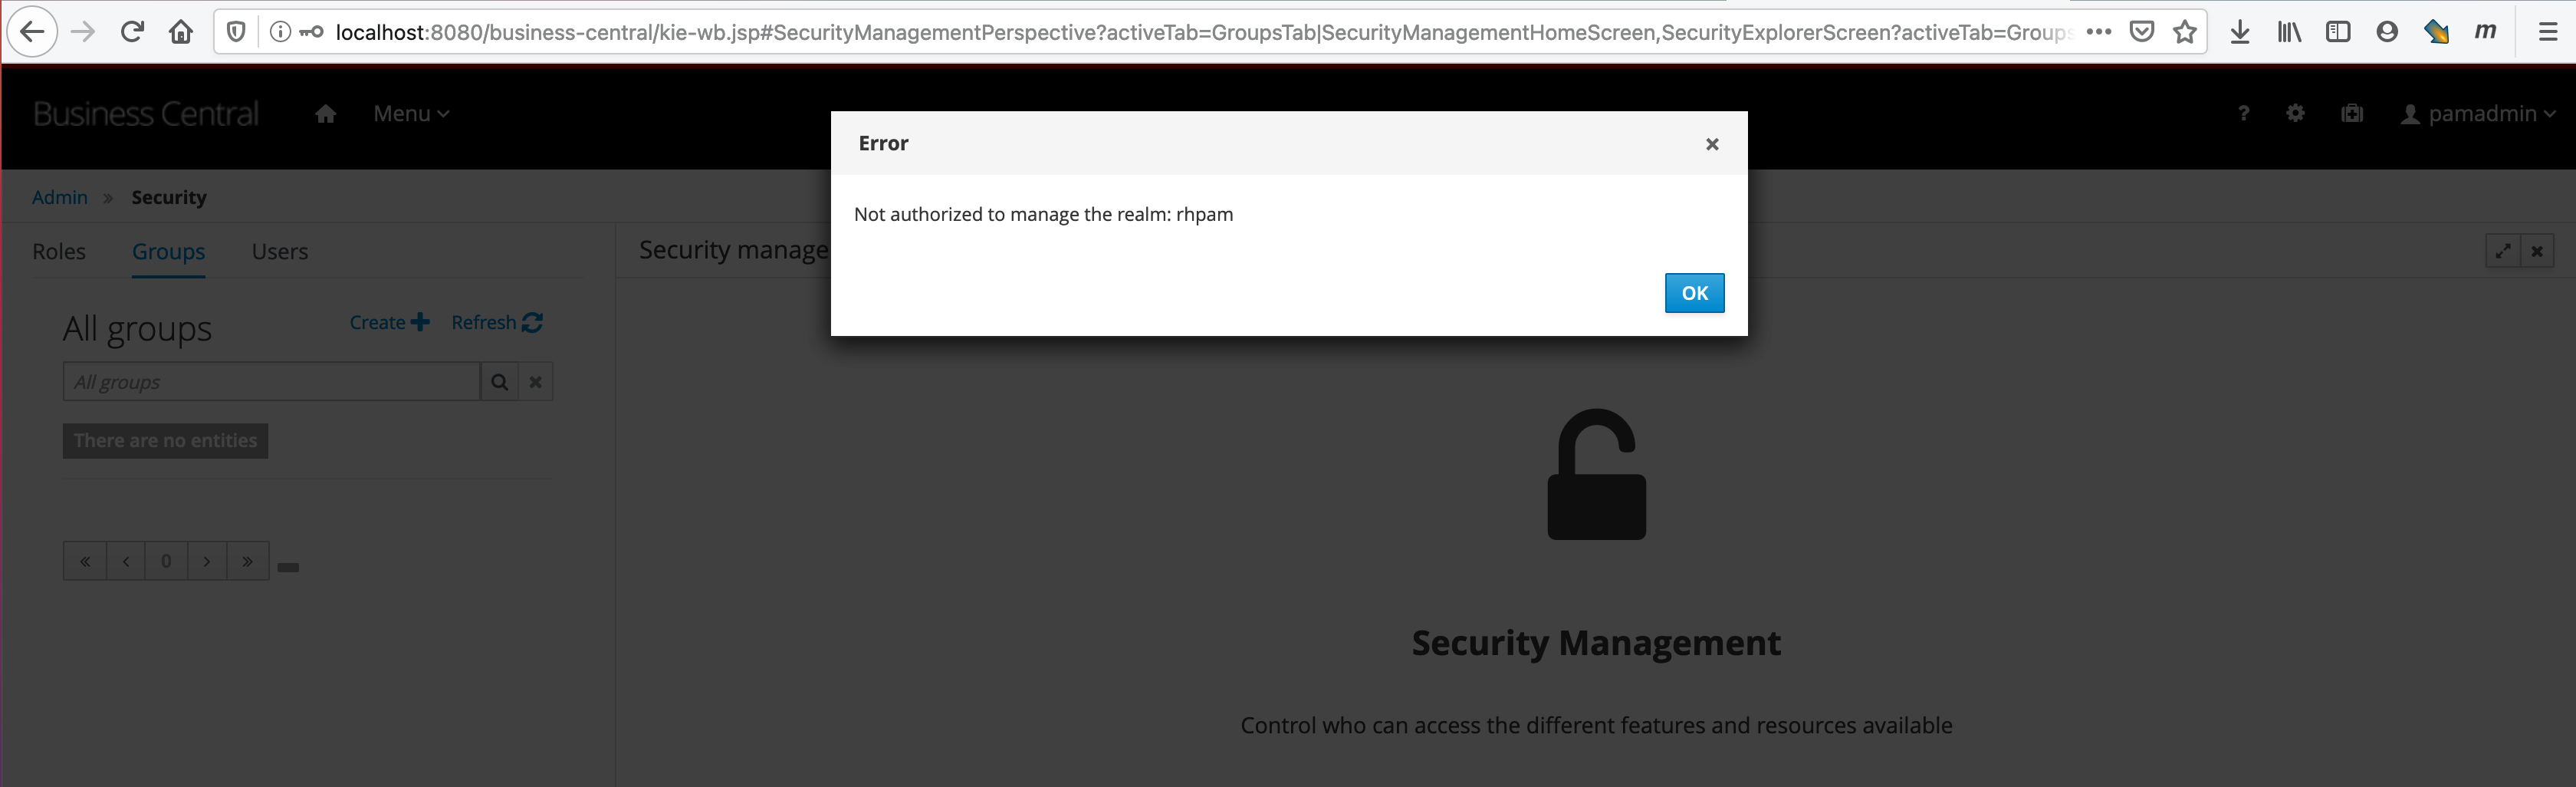 localhost:8080/business-central/kie-wb.jsp#SecurityManagementPerspective?activeTab=GroupsTab|SecurityManagementHomeScreen,SecurityExplorerScreen?activeTab=Groups
m
Business Central
Menu
?
pamadmin
Error
×
Admin » Security
Not authorized to manage the realm: rhpam
Roles
Groups
Users
Security manage
OK
All groups
Create
Refresh
All groups
There are no entities
« ‹ 0 › »
Security Management
Control who can access the different features and resources available